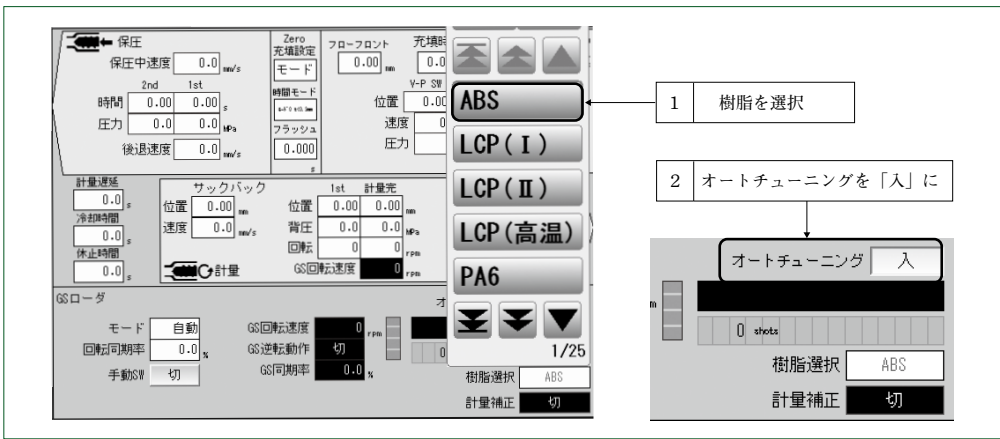 保圧
保圧中速度 0.0 mm/s
2nd 1st
時間 0.00 0.00 s
圧力 0.0 0.0 MPa
後退速度 0.0 mm/s
Zero
充填設定
モード
時間モード
フラッシュ
0.000
s
フローフロント
0.00 mm
充填時
0.0
V-P SW
位置 0.00
速度 0
圧力
計量遅延
0.0 s
冷却時間
0.0 s
休止時間
0.0 s
サックバック
位置 0.00 mm
速度 0.0 mm/s
計量
1st 計量完
位置 0.00 0.00 mm
背圧 0.0 0.0 MPa
回転 0 0 rpm
GS回転速度 0 rpm
GSローダ
モード 自動
回転同期率 0.0 %
手動SW 切
GS回転速度 0 rpm
GS逆転動作 切
GS同期率 0.0 %
オ
0
樹脂選択 ABS
計量補正 切
ABS
LCP(Ⅰ)
LCP(Ⅱ)
LCP(高温)
PA6
1/25
1 樹脂を選択
2 オートチューニングを「入」に
オートチューニング 入
m
0 shots
樹脂選択 ABS
計量補正 切